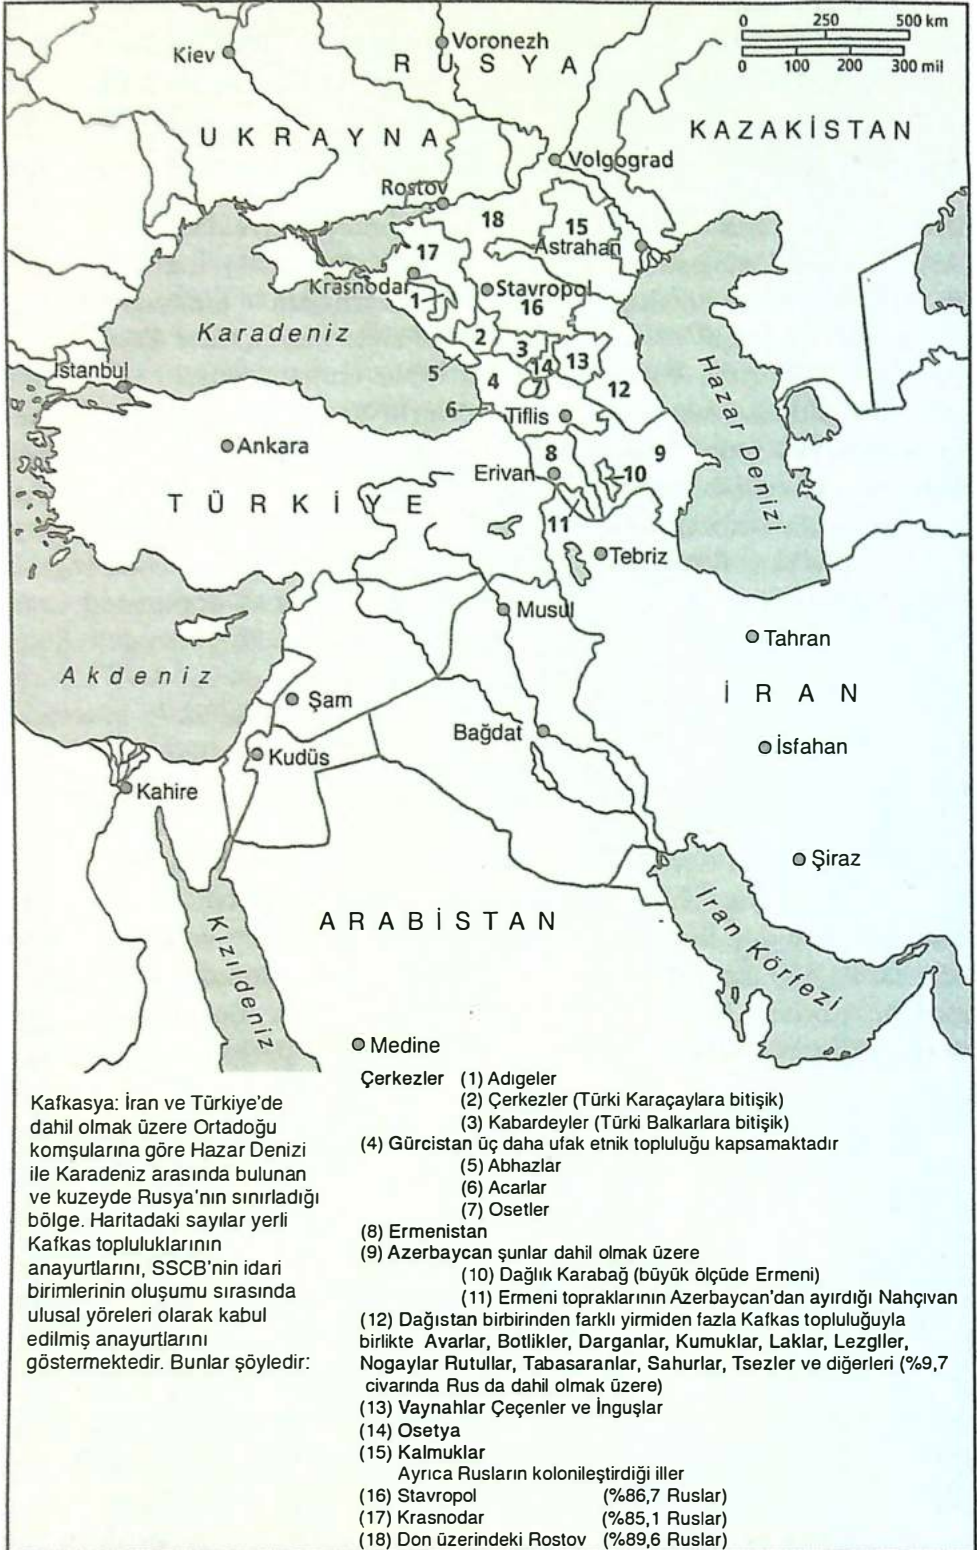 0 250 500 km
0 100 200 300 mil
Kiev
Voronezh
RUSYA
UKRAYNA
KAZAKİSTAN
Volgograd
Rostov
18
15
Astrahan
17
Krasnodar
1
Stavropol
16
Karadeniz
2
3
13
14
İstanbul
5
4
7
12
Hazar Denizi
6
Tiflis
Ankara
8
9
Erivan
10
TÜRKİYE
11
Tebriz
Musul
Tahran
Akdeniz
İRAN
Şam
Bağdat
İsfahan
Kudüs
Kahire
Şiraz
ARABİSTAN
İran Körfezi
Kızıldeniz
Medine
Kafkasya: İran ve Türkiye'de
dahil olmak üzere Ortadoğu
komşularına göre Hazar Denizi
ile Karadeniz arasında bulunan
ve kuzeyde Rusya'nın sınırladığı
bölge. Haritadaki sayılar yerli
Kafkas topluluklarının
anayurtlarını, SSCB'nin idari
birimlerinin oluşumu sırasında
ulusal yöreleri olarak kabul
edilmiş anayurtlarını
göstermektedir. Bunlar şöyledir:
Çerkezler (1) Adıgeler
(2) Çerkezler (Türki Karaçaylara bitişik)
(3) Kabardeyler (Türki Balkarlara bitişik)
(4) Gürcistan üç daha ufak etnik topluluğu kapsamaktadır
(5) Abhazlar
(6) Acarlar
(7) Osetler
(8) Ermenistan
(9) Azerbaycan şunlar dahil olmak üzere
(10) Dağlık Karabağ (büyük ölçüde Ermeni)
(11) Ermeni topraklarının Azerbaycan'dan ayırdığı Nahçıvan
(12) Dağıstan birbirinden farklı yirmiden fazla Kafkas topluluğuyla
birlikte Avarlar, Botlikler, Darganlar, Kumuklar, Laklar, Lezgller,
Nogaylar Rutullar, Tabasaranlar, Sahurlar, Tsezler ve diğerleri (%9,7
civarında Rus da dahil olmak üzere)
(13) Vaynahlar Çeçenler ve İnguşlar
(14) Osetya
(15) Kalmuklar
Ayrıca Rusların kolonileştirdiği iller
(16) Stavropol (%86,7 Ruslar)
(17) Krasnodar (%85,1 Ruslar)
(18) Don üzerindeki Rostov (%89,6 Ruslar)